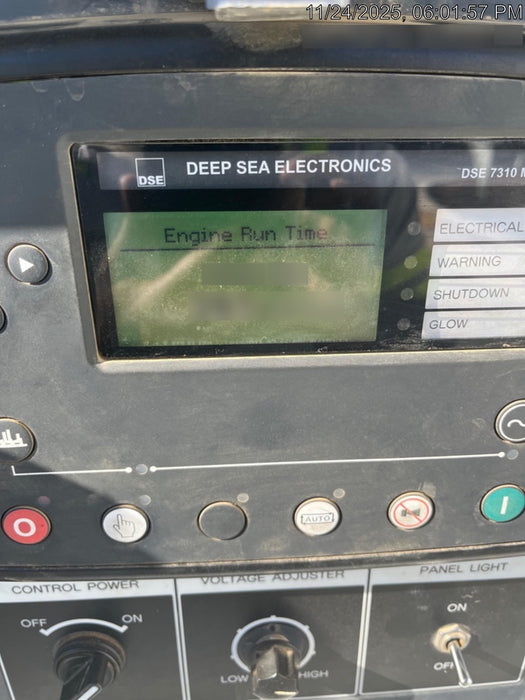 11/24/2025, 06:01:57 PM
DSE
DEEP SEA ELECTRONICS
DSE 7310 M
Engine Run Time
ELECTRICAL
WARNING
SHUTDOWN
GLOW
AUTO
CONTROL POWER
OFF
ON
VOLTAGE ADJUSTER
LOW
HIGH
PANEL LIGHT
ON
OFF